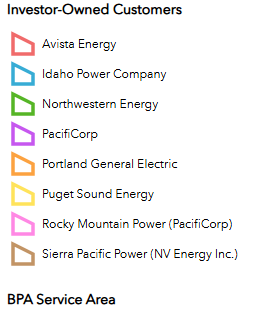 Investor-Owned Customers
Avista Energy
Idaho Power Company
Northwestern Energy
PacifiCorp
Portland General Electric
Puget Sound Energy
Rocky Mountain Power (PacifiCorp)
Sierra Pacific Power (NV Energy Inc.)
BPA Service Area